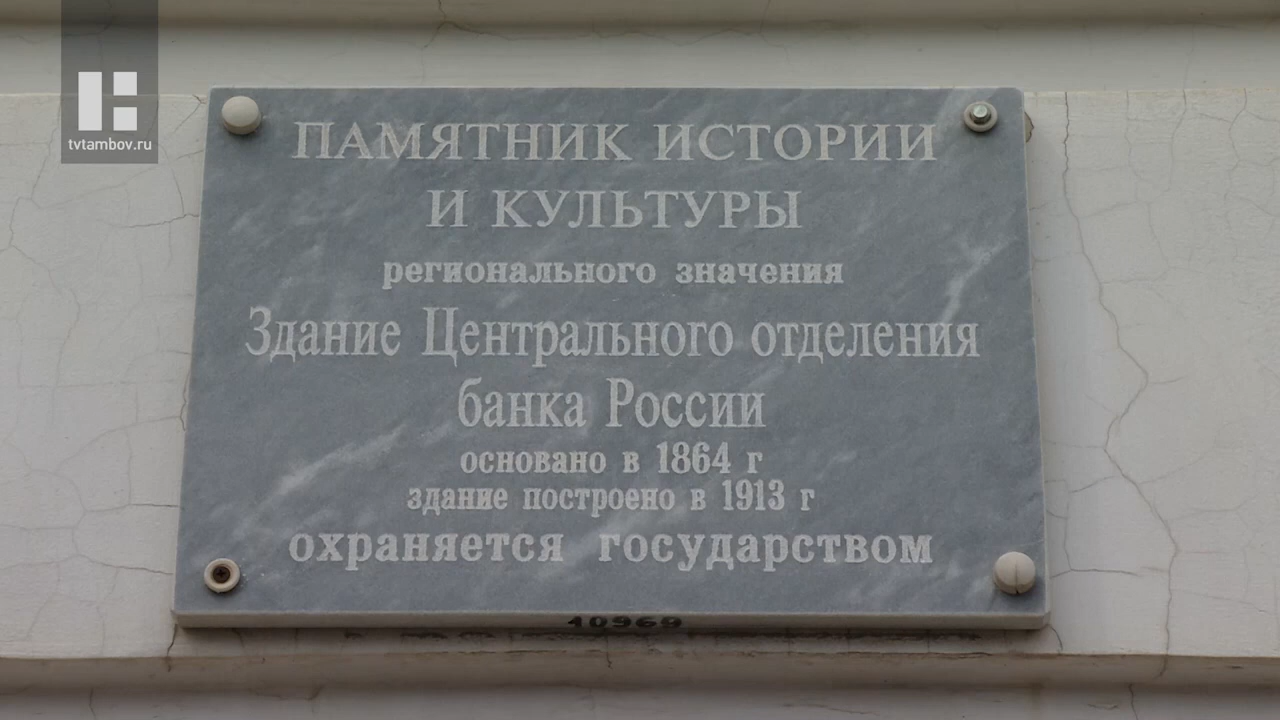 tvtambov.ru
ПАМЯТНИК ИСТОРИИ
И КУЛЬТУРЫ
регионального значения
Здание Центрального отделения
банка России
основано в 1864 г
здание построено в 1913 г
охраняется государством
10969